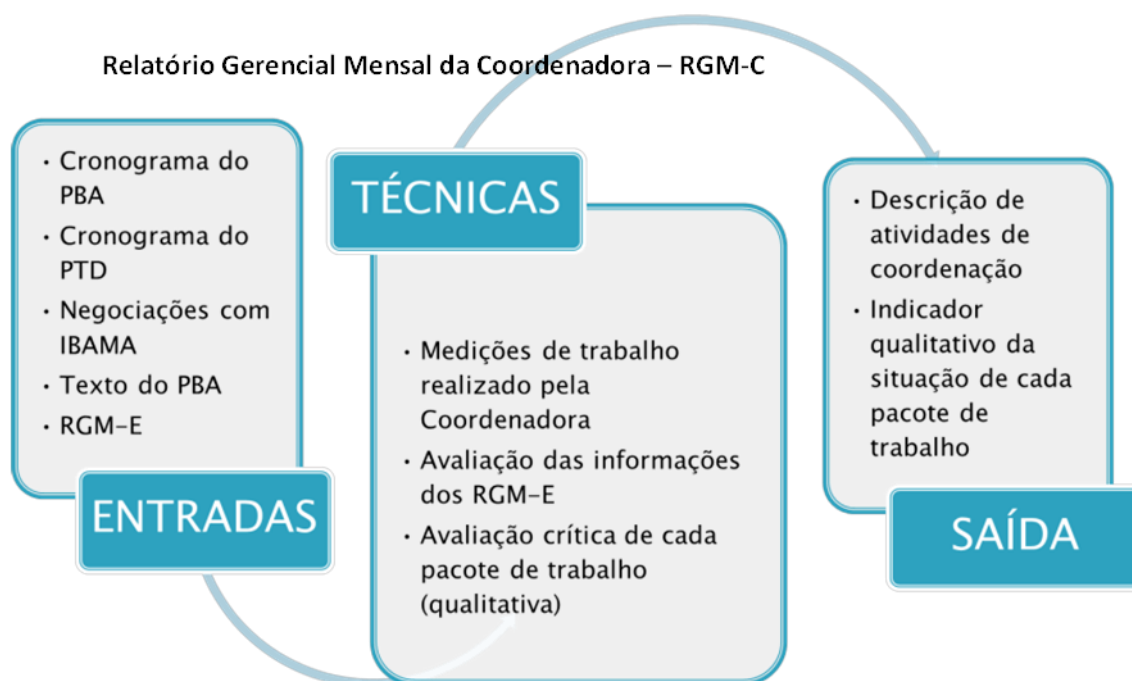 Relatório Gerencial Mensal da Coordenadora – RGM-C
• Cronograma do
PBA
• Cronograma do
PTD
• Negociações com
IBAMA
• Texto do PBA
• RGM-E
ENTRADAS
TÉCNICAS
• Medições de trabalho
realizado pela
Coordenadora
• Avaliação das informações
dos RGM-E
• Avaliação crítica de cada
pacote de trabalho
(qualitativa)
• Descrição de
atividades de
coordenação
• Indicador
qualitativo da
situação de cada
pacote de
trabalho
SAÍDA